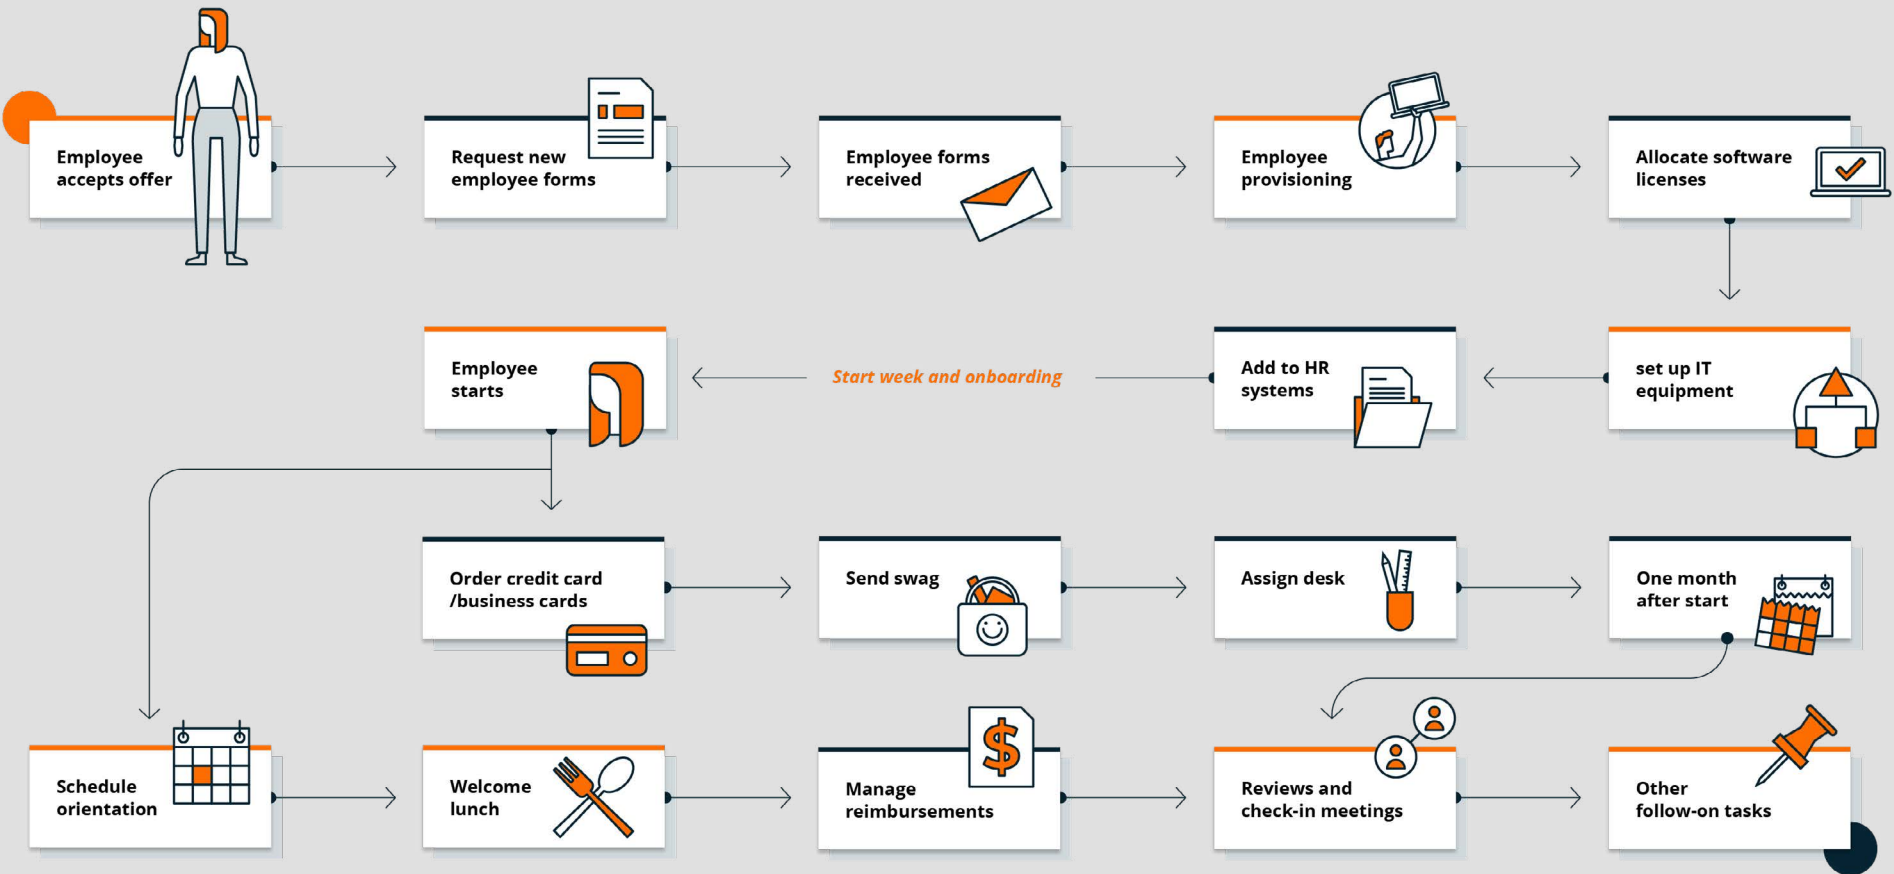 Employee
accepts offer
Request new
employee forms
Employee forms
received
Employee
provisioning
Allocate software
licenses
Employee
starts
Start week and onboarding
Add to HR
systems
set up IT
equipment
Order credit card
/business cards
Send swag
Assign desk
One month
after start
Schedule
orientation
Welcome
lunch
Manage
reimbursements
Reviews and
check-in meetings
Other
follow-on tasks